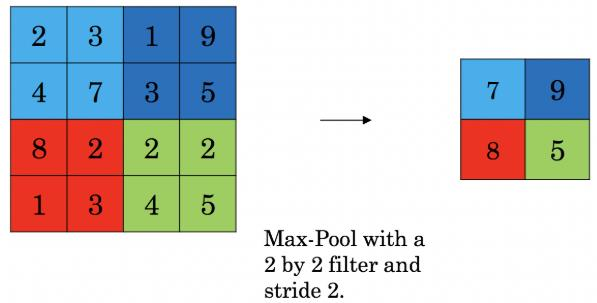 2 3 1 9
4 7 3 5
8 2 2 2
1 3 4 5
7 9
8 5
Max-Pool with a
2 by 2 filter and
stride 2.